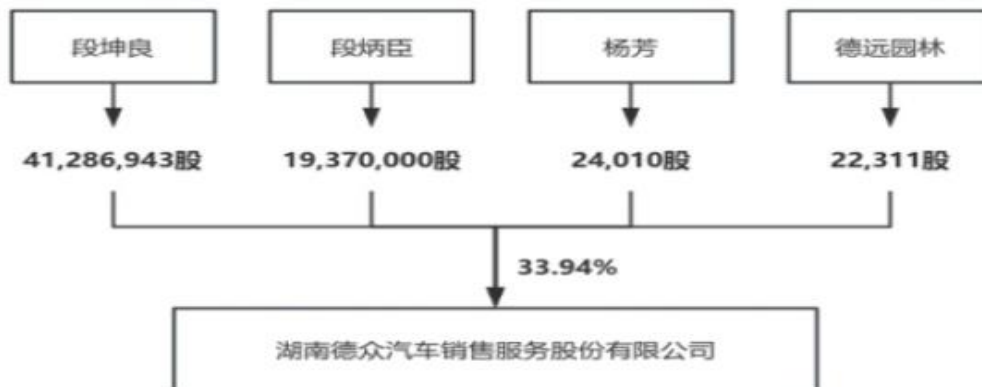 段坤良 段炳臣 杨芳 德远园林
41,286,943股 19,370,000股 24,010股 22,311股
33.94%
湖南德众汽车销售服务股份有限公司